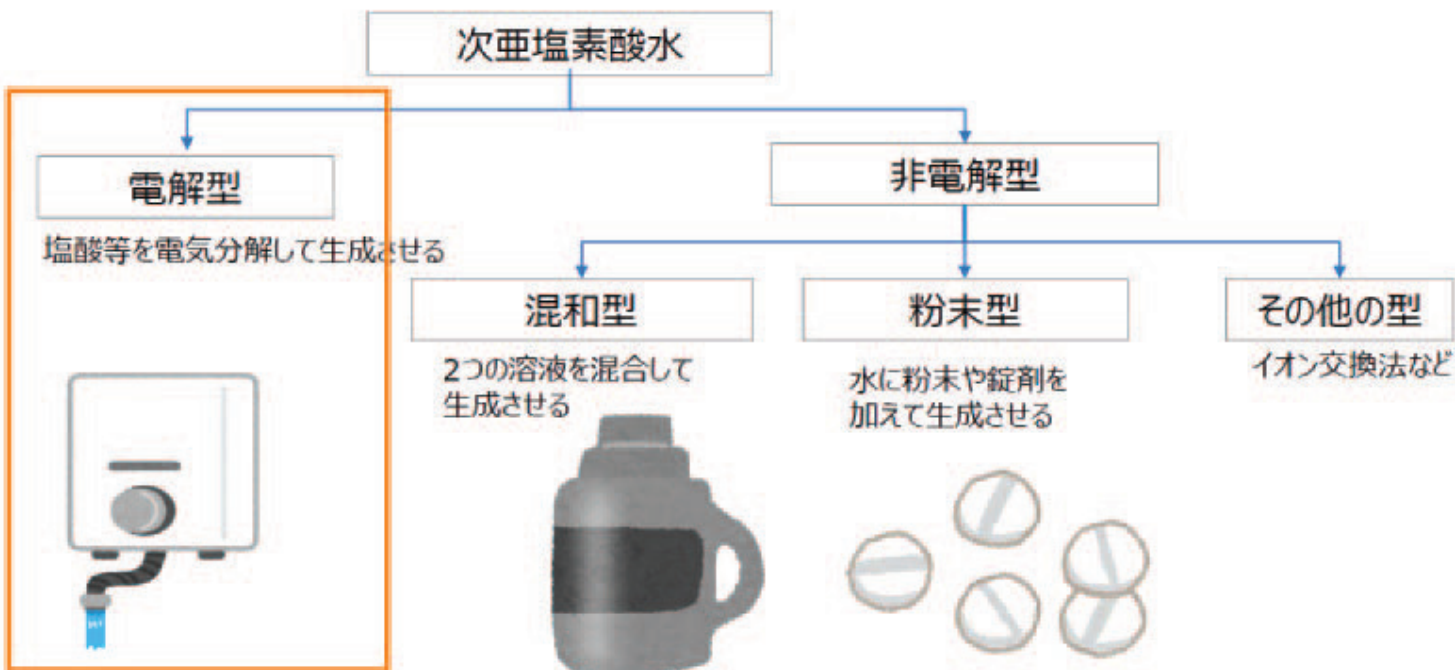 次亜塩素酸水
電解型
塩酸等を電気分解して生成させる
非電解型
混和型
2つの溶液を混合して
生成させる
粉末型
水に粉末や錠剤を
加えて生成させる
その他の型
イオン交換法など